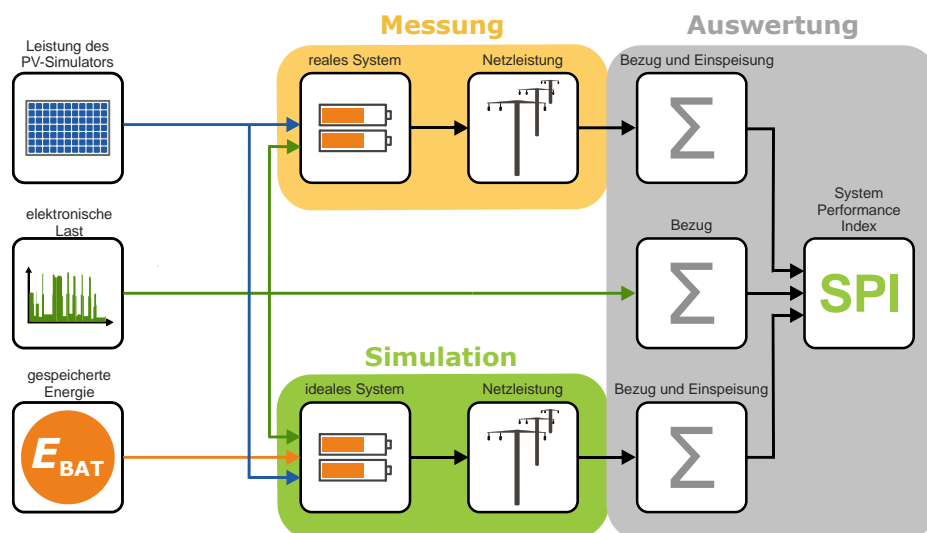 Messung
Auswertung
Leistung des
PV-Simulators
reales System
Netzleistung
Bezug und Einspeisung
elektronische
Last
Bezug
System
Performance
Index
SPI
Simulation
gespeicherte
Energie
ideales System
Netzleistung
Bezug und Einspeisung
E BAT
Σ
Σ
Σ